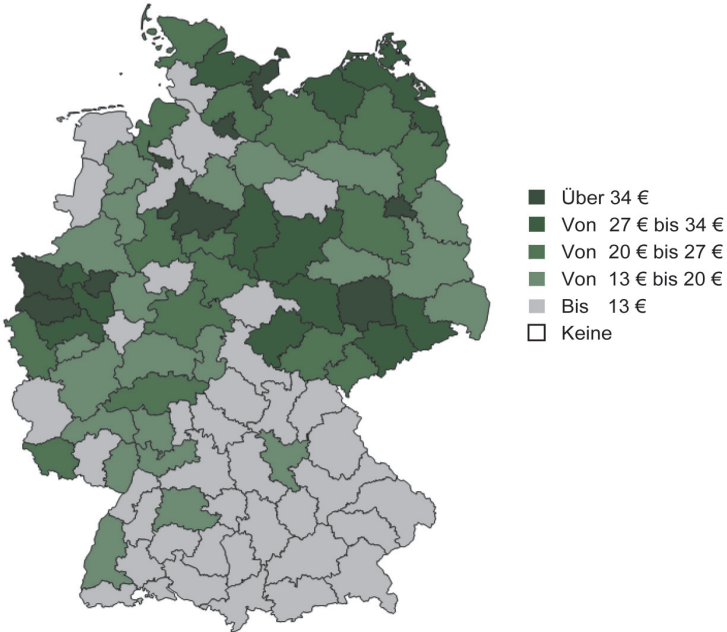 Über 34 €
Von 27 € bis 34 €
Von 20 € bis 27 €
Von 13 € bis 20 €
Bis 13 €
Keine